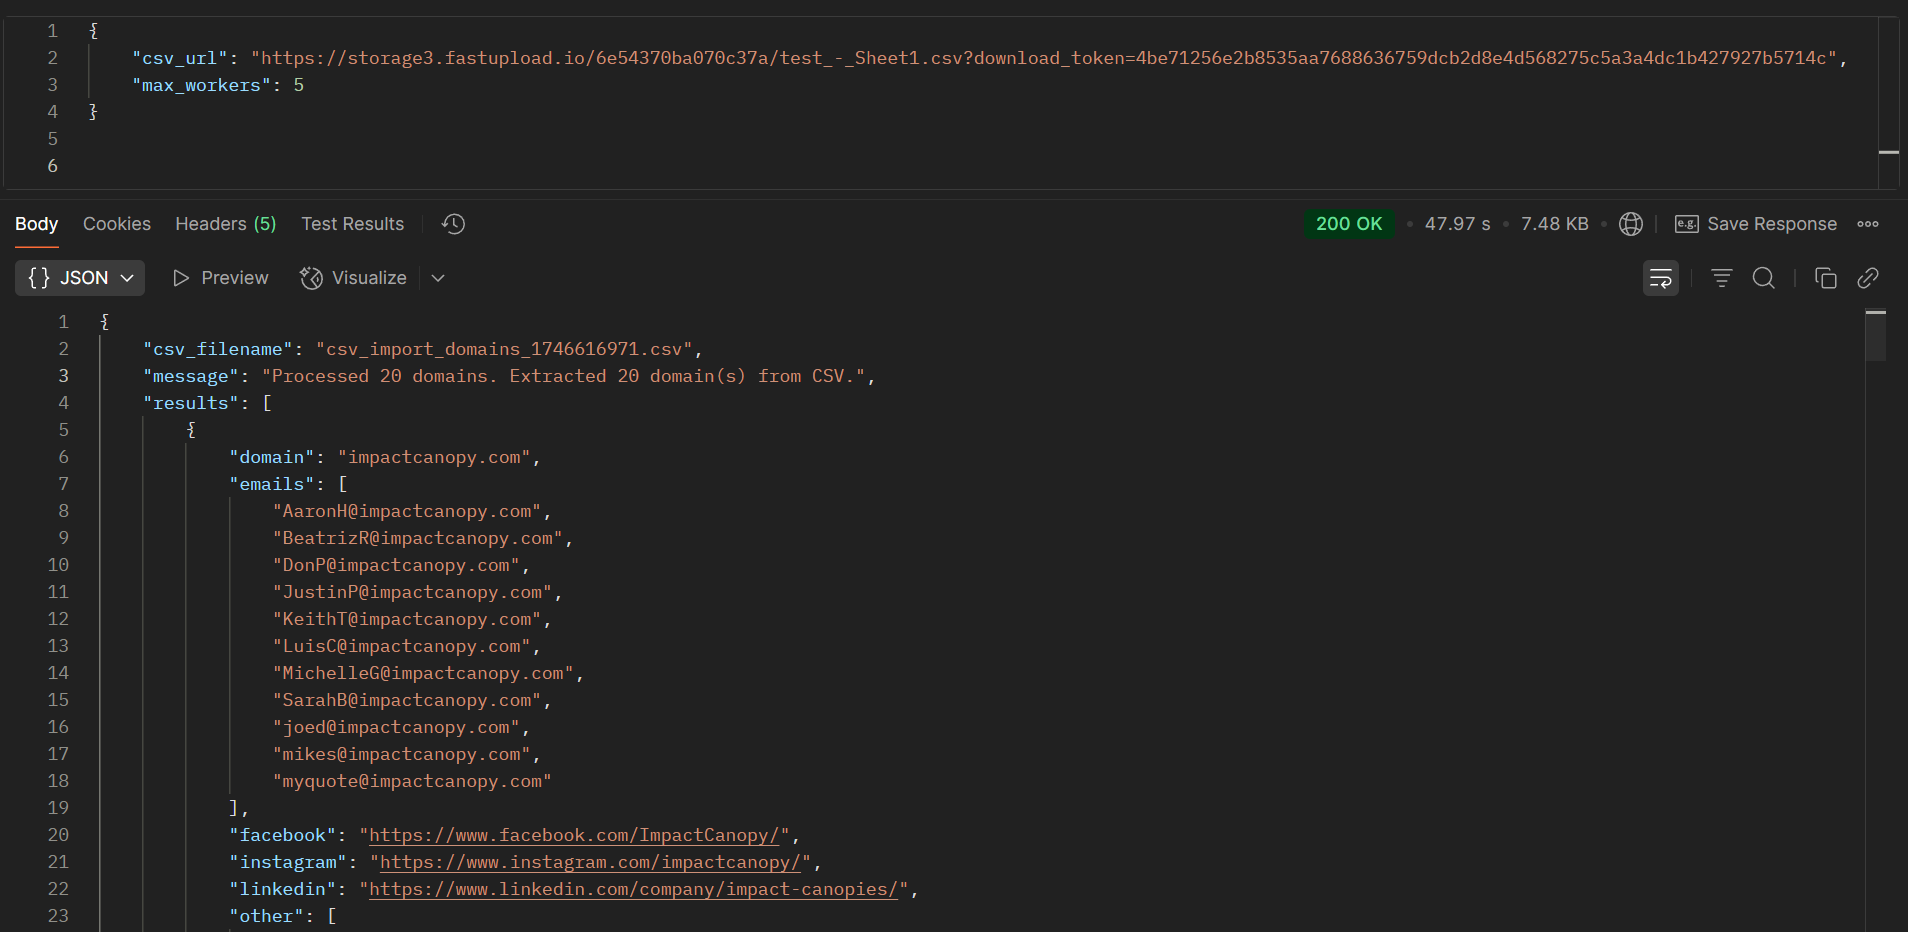 1 {
2 "csv_url": "https://storage3.fastupload.io/6e54370ba070c37a/test_-_Sheet1.csv?download_token=4be71256e2b8535aa7688636759dcb2d8e4d568275c5a3a4dc1b427927b5714c",
3 "max_workers": 5
4 }
5
6
Body Cookies Headers (5) Test Results 200 OK • 47.97 s • 7.48 KB • e.g. Save Response
{} JSON Preview Visualize
1 {
2 "csv_filename": "csv_import_domains_1746616971.csv",
3 "message": "Processed 20 domains. Extracted 20 domain(s) from CSV.",
4 "results": [
5 {
6 "domain": "impactcanopy.com",
7 "emails": [
8 "AaronH@impactcanopy.com",
9 "BeatrizR@impactcanopy.com",
10 "DonP@impactcanopy.com",
11 "JustinP@impactcanopy.com",
12 "KeithT@impactcanopy.com",
13 "LuisC@impactcanopy.com",
14 "MichelleG@impactcanopy.com",
15 "SarahB@impactcanopy.com",
16 "joed@impactcanopy.com",
17 "mikes@impactcanopy.com",
18 "myquote@impactcanopy.com"
19 ],
20 "facebook": "https://www.facebook.com/ImpactCanopy/",
21 "instagram": "https://www.instagram.com/impactcanopy/",
22 "linkedin": "https://www.linkedin.com/company/impact-canopies/",
23 "other": [